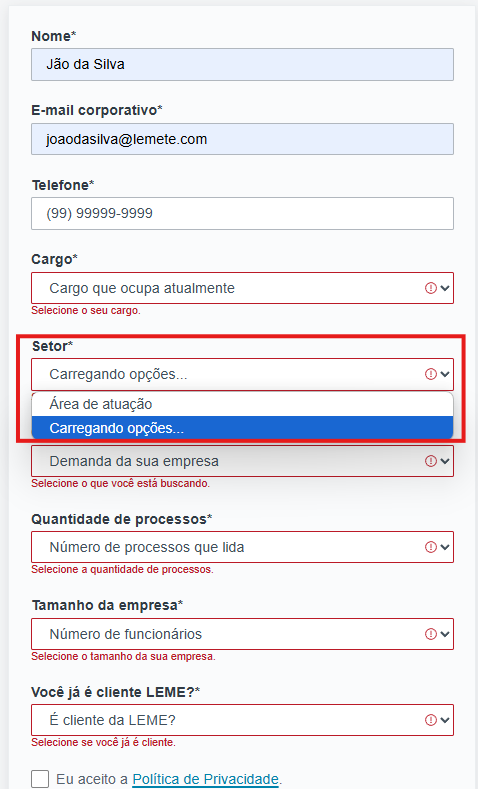 Nome*
Jão da Silva
E-mail corporativo*
joaodasilva@lemete.com
Telefone*
(99) 99999-9999
Cargo*
Cargo que ocupa atualmente
Selecione o seu cargo.
Setor*
Carregando opções...
Área de atuação
Carregando opções...
Demanda da sua empresa
Selecione o que você está buscando.
Quantidade de processos*
Número de processos que lida
Selecione a quantidade de processos.
Tamanho da empresa*
Número de funcionários
Selecione o tamanho da sua empresa.
Você já é cliente LEME?*
É cliente da LEME?
Selecione se você já é cliente.
Eu aceito a Política de Privacidade.